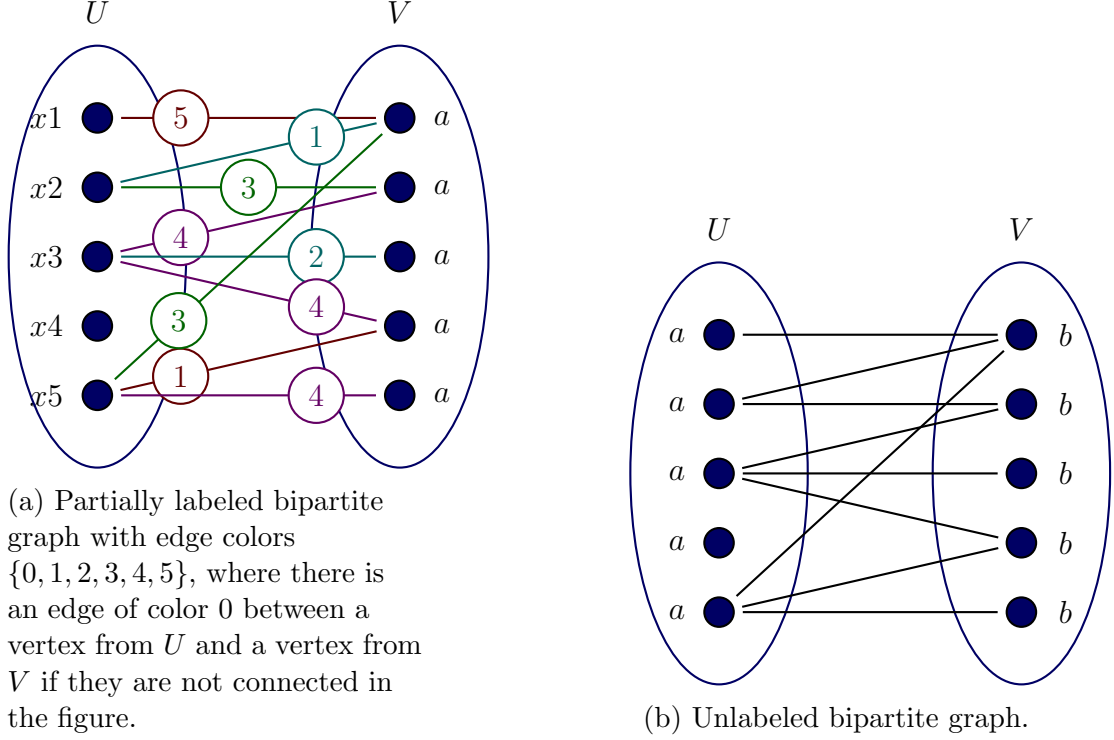 U V
x1 5 a
1
x2 3 a
4
x3 2 a
4
x4 3 a
1
x5 4 a
(a) Partially labeled bipartite
graph with edge colors
{0, 1, 2, 3, 4, 5}, where there is
an edge of color 0 between a
vertex from U and a vertex from
V if they are not connected in
the figure.
U V
a b
a b
a b
a b
a b
(b) Unlabeled bipartite graph.